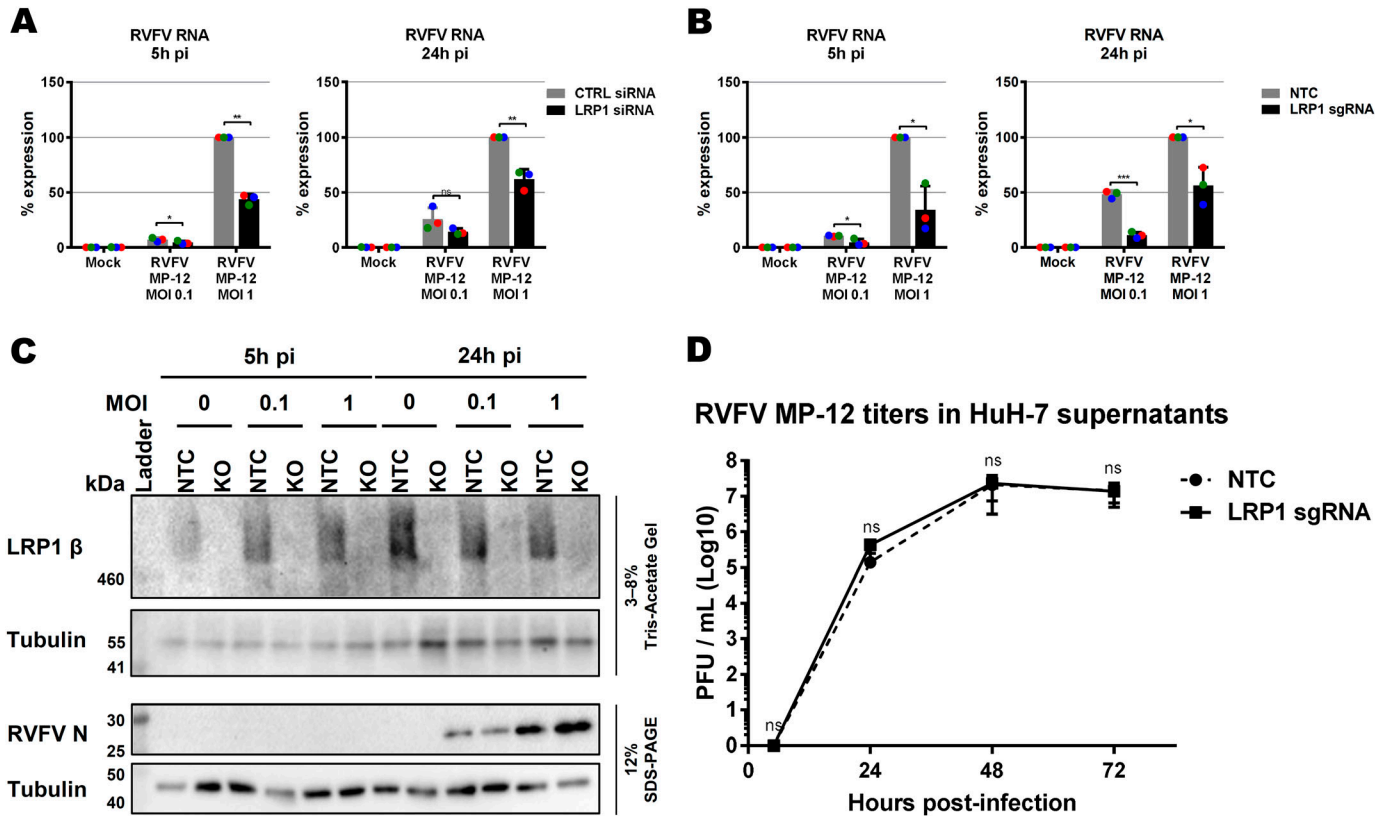 A
RVFV RNA
5h pi
% expression
150
100
50
0
**
*
Mock
RVFV
MP-12
MOI 0.1
RVFV
MP-12
MOI 1
RVFV RNA
24h pi
% expression
150
100
50
0
ns
**
Mock
RVFV
MP-12
MOI 0.1
RVFV
MP-12
MOI 1
CTRL siRNA
LRP1 siRNA
B
RVFV RNA
5h pi
% expression
150
100
50
0
*
*
Mock
RVFV
MP-12
MOI 0.1
RVFV
MP-12
MOI 1
RVFV RNA
24h pi
% expression
150
100
50
0
***
*
Mock
RVFV
MP-12
MOI 0.1
RVFV
MP-12
MOI 1
NTC
LRP1 sgRNA
C
5h pi 24h pi
MOI 0 0.1 1 0 0.1 1
kDa Ladder NTC KO NTC KO NTC KO NTC KO NTC KO NTC KO
LRP1 β
460
Tubulin
55
41
3–8%
Tris-Acetate Gel
RVFV N
30
25
Tubulin
50
40
12%
SDS-PAGE
D
RVFV MP-12 titers in HuH-7 supernatants
PFU / mL (Log10)
8
7
6
5
4
3
2
1
0
ns
ns
ns
ns
0 24 48 72
Hours post-infection
NTC
LRP1 sgRNA